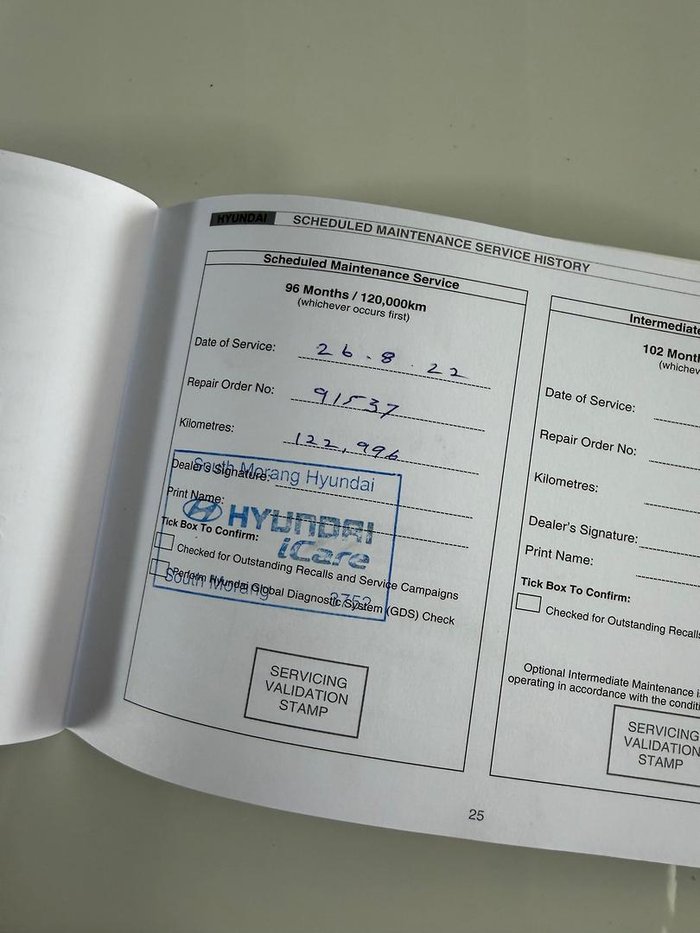 HYUNDAI SCHEDULED MAINTENANCE SERVICE HISTORY
Scheduled Maintenance Service
96 Months / 120,000km
(whichever occurs first)
Date of Service: 26.8.22
Repair Order No: 91537
Kilometres: 122,996
Dealer's Signature:
South Morang Hyundai
Print Name:
HYUNDAI
iCare
Tick Box To Confirm:
Checked for Outstanding Recalls and Service Campaigns
Perform Hyundai Global Diagnostic System (GDS) Check
South Morang 3752
SERVICING
VALIDATION
STAMP
Intermediate
102 Month
(whichev
Date of Service:
Repair Order No:
Kilometres:
Dealer's Signature:
Print Name:
Tick Box To Confirm:
Checked for Outstanding Recalls
Optional Intermediate Maintenance i
operating in accordance with the conditi
SERVICING
VALIDATION
STAMP
25